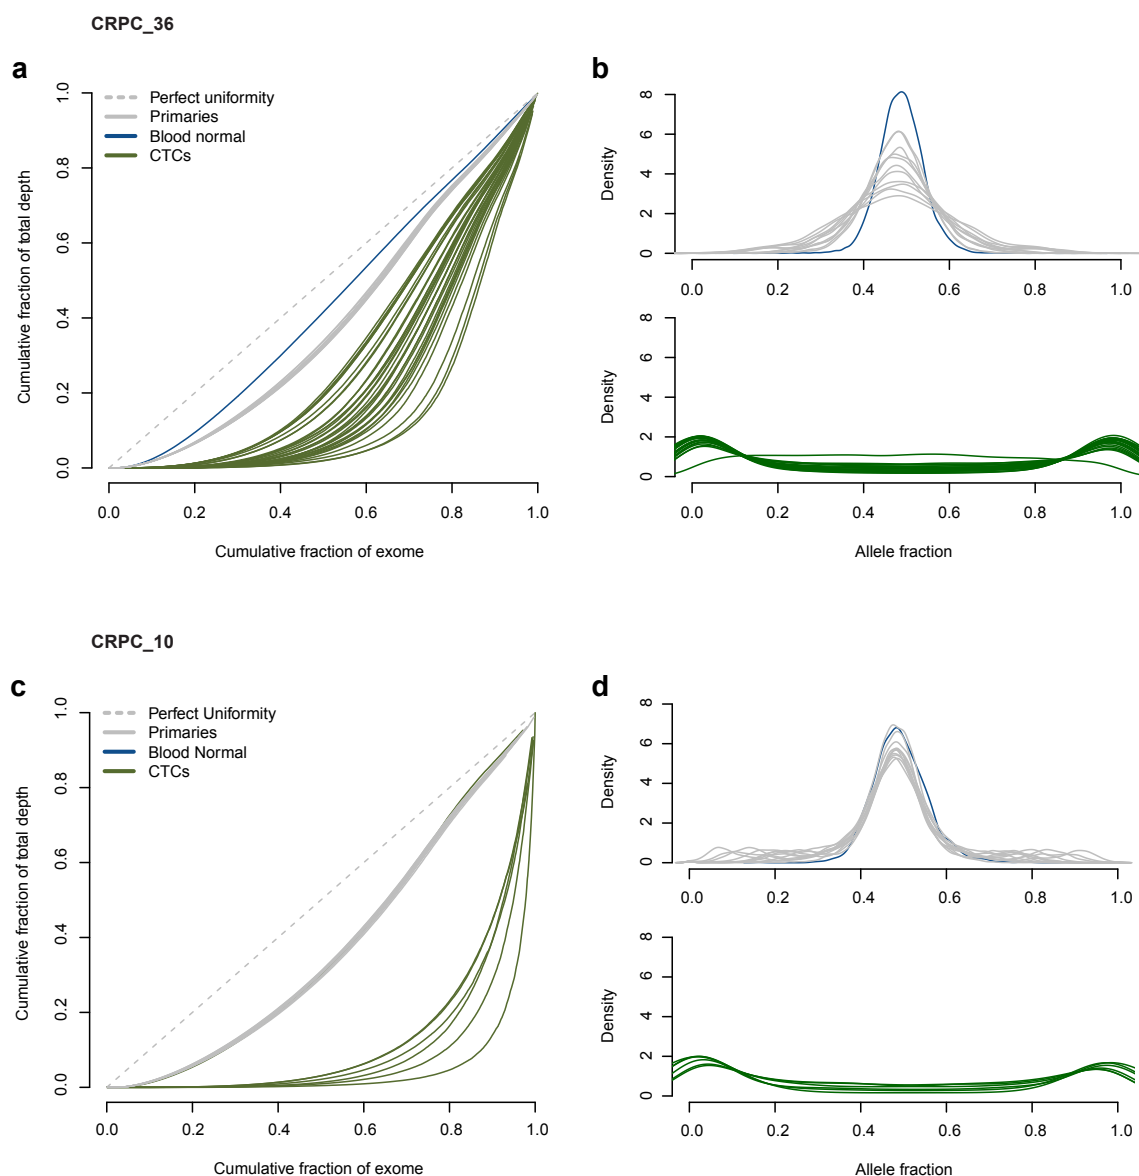 CRPC_36
a
Perfect uniformity
Primaries
Blood normal
CTCs
Cumulative fraction of total depth
0.0 0.2 0.4 0.6 0.8 1.0
0.0 0.2 0.4 0.6 0.8 1.0
Cumulative fraction of exome
b
Density
0 2 4 6 8
0.0 0.2 0.4 0.6 0.8 1.0
Density
0 2 4 6 8
0.0 0.2 0.4 0.6 0.8 1.0
Allele fraction
CRPC_10
c
Perfect Uniformity
Primaries
Blood Normal
CTCs
Cumulative fraction of total depth
0.0 0.2 0.4 0.6 0.8 1.0
0.0 0.2 0.4 0.6 0.8 1.0
Cumulative fraction of exome
d
Density
0 2 4 6 8
0.0 0.2 0.4 0.6 0.8 1.0
Density
0 2 4 6 8
0.0 0.2 0.4 0.6 0.8 1.0
Allele fraction